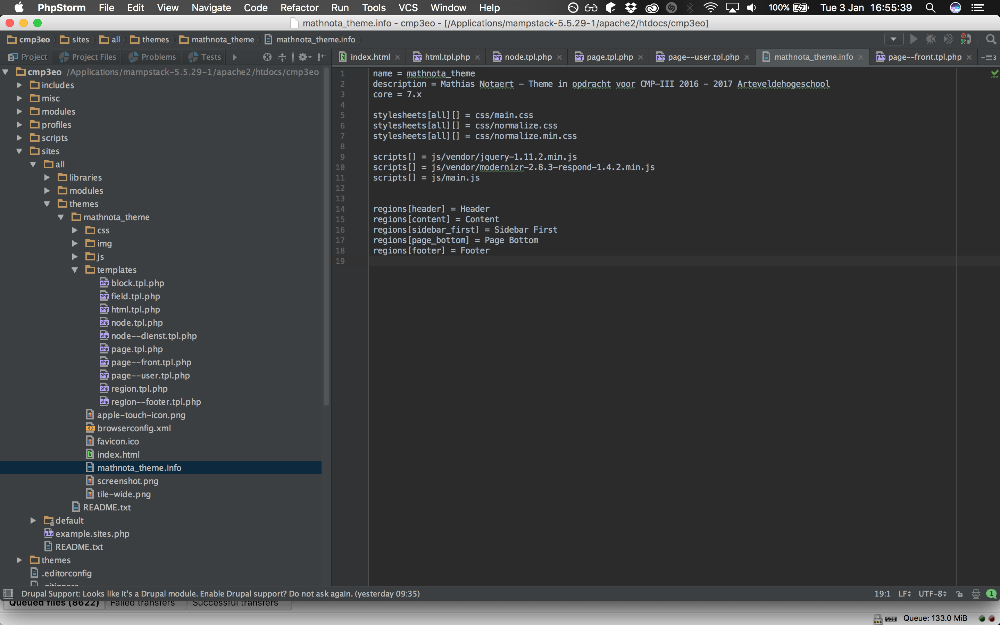 PhpStorm File Edit View Navigate Code Refactor Run Tools VCS Window Help 100% Tue 3 Jan 16:55:39
mathnota_theme.info - cmp3eo - [/Applications/mampstack-5.5.29-1/apache2/htdocs/cmp3eo]
cmp3eo sites all themes mathnota_theme mathnota_theme.info
Project Project Files Problems Tests
index.html html.tpl.php node.tpl.php page.tpl.php page--user.tpl.php mathnota_theme.info page--front.tpl.php 3
cmp3eo /Applications/mampstack-5.5.29-1/apache2/htdocs/cmp3eo
includes
misc
modules
profiles
scripts
sites
all
libraries
modules
themes
mathnota_theme
css
img
js
templates
block.tpl.php
field.tpl.php
html.tpl.php
node.tpl.php
node--dienst.tpl.php
page.tpl.php
page--front.tpl.php
page--user.tpl.php
region.tpl.php
region--footer.tpl.php
apple-touch-icon.png
browserconfig.xml
favicon.ico
index.html
mathnota_theme.info
screenshot.png
tile-wide.png
README.txt
default
example.sites.php
README.txt
themes
.editorconfig
.gitignore
1 name = mathnota_theme
2 description = Mathias Notaert - Theme in opdracht voor CMP-III 2016 - 2017 Arteveldehogeschool
3 core = 7.x
4
5 stylesheets[all][] = css/main.css
6 stylesheets[all][] = css/normalize.css
7 stylesheets[all][] = css/normalize.min.css
8
9 scripts[] = js/vendor/jquery-1.11.2.min.js
10 scripts[] = js/vendor/modernizr-2.8.3-respond-1.4.2.min.js
11 scripts[] = js/main.js
12
13
14 regions[header] = Header
15 regions[content] = Content
16 regions[sidebar_first] = Sidebar First
17 regions[page_bottom] = Page Bottom
18 regions[footer] = Footer
19
Drupal Support: Looks like it's a Drupal module. Enable Drupal support? Do not ask again. (yesterday 09:35) 19:1 LF UTF-8 1
Queued files (8622) Failed transfers Successful transfers
Queue: 133.0 MiB